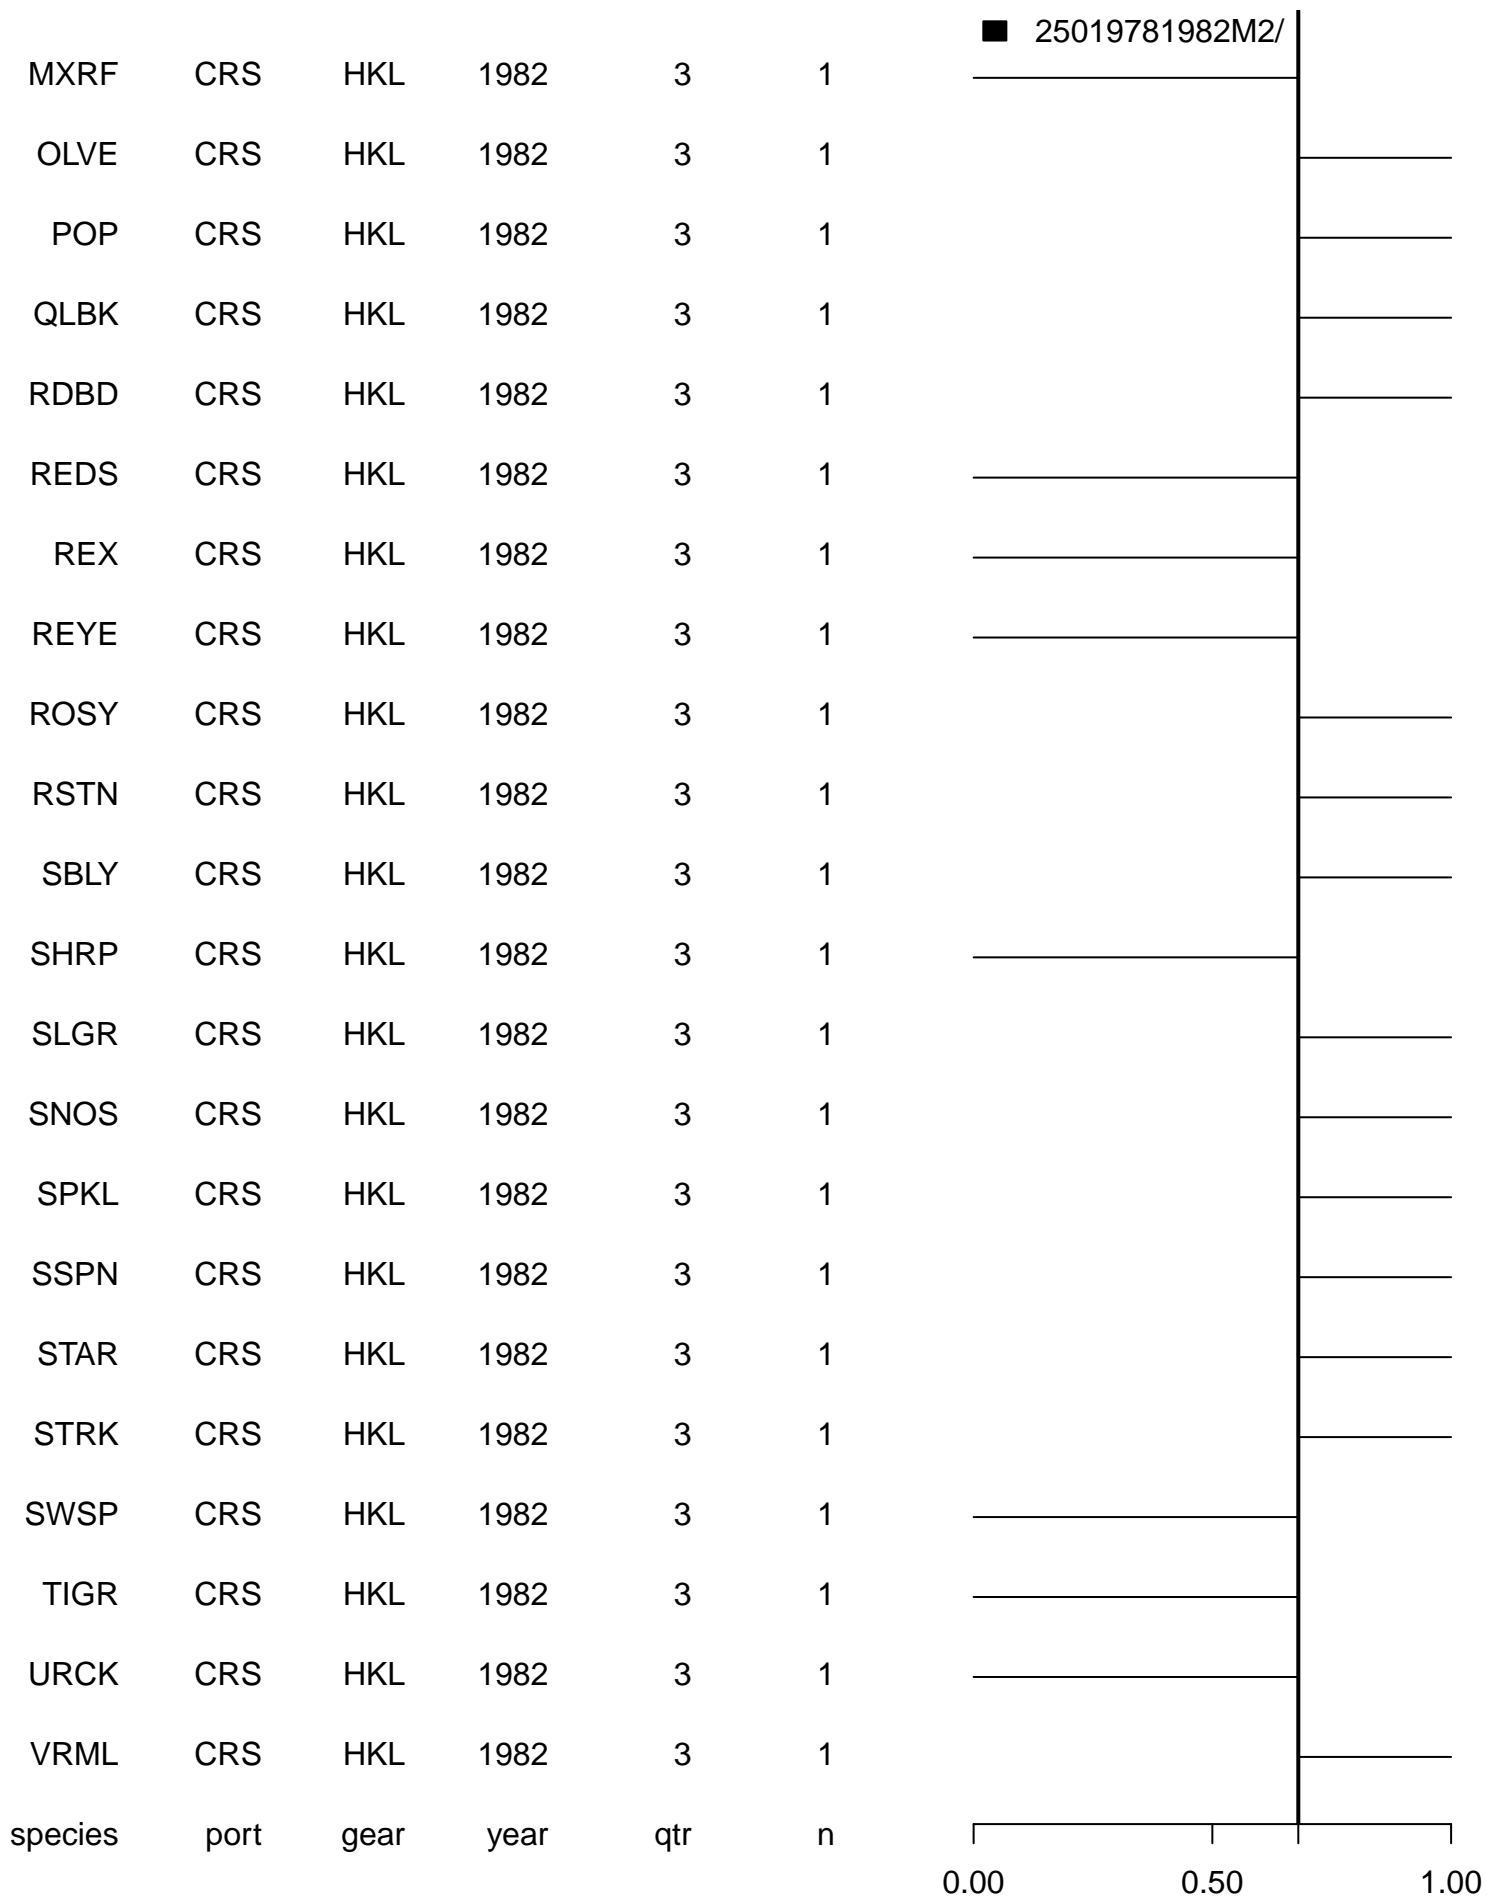 25019781982M2/
MXRF CRS HKL 1982 3 1
OLVE CRS HKL 1982 3 1
POP CRS HKL 1982 3 1
QLBK CRS HKL 1982 3 1
RDBD CRS HKL 1982 3 1
REDS CRS HKL 1982 3 1
REX CRS HKL 1982 3 1
REYE CRS HKL 1982 3 1
ROSY CRS HKL 1982 3 1
RSTN CRS HKL 1982 3 1
SBLY CRS HKL 1982 3 1
SHRP CRS HKL 1982 3 1
SLGR CRS HKL 1982 3 1
SNOS CRS HKL 1982 3 1
SPKL CRS HKL 1982 3 1
SSPN CRS HKL 1982 3 1
STAR CRS HKL 1982 3 1
STRK CRS HKL 1982 3 1
SWSP CRS HKL 1982 3 1
TIGR CRS HKL 1982 3 1
URCK CRS HKL 1982 3 1
VRML CRS HKL 1982 3 1
species port gear year qtr n
0.00 0.50 1.00